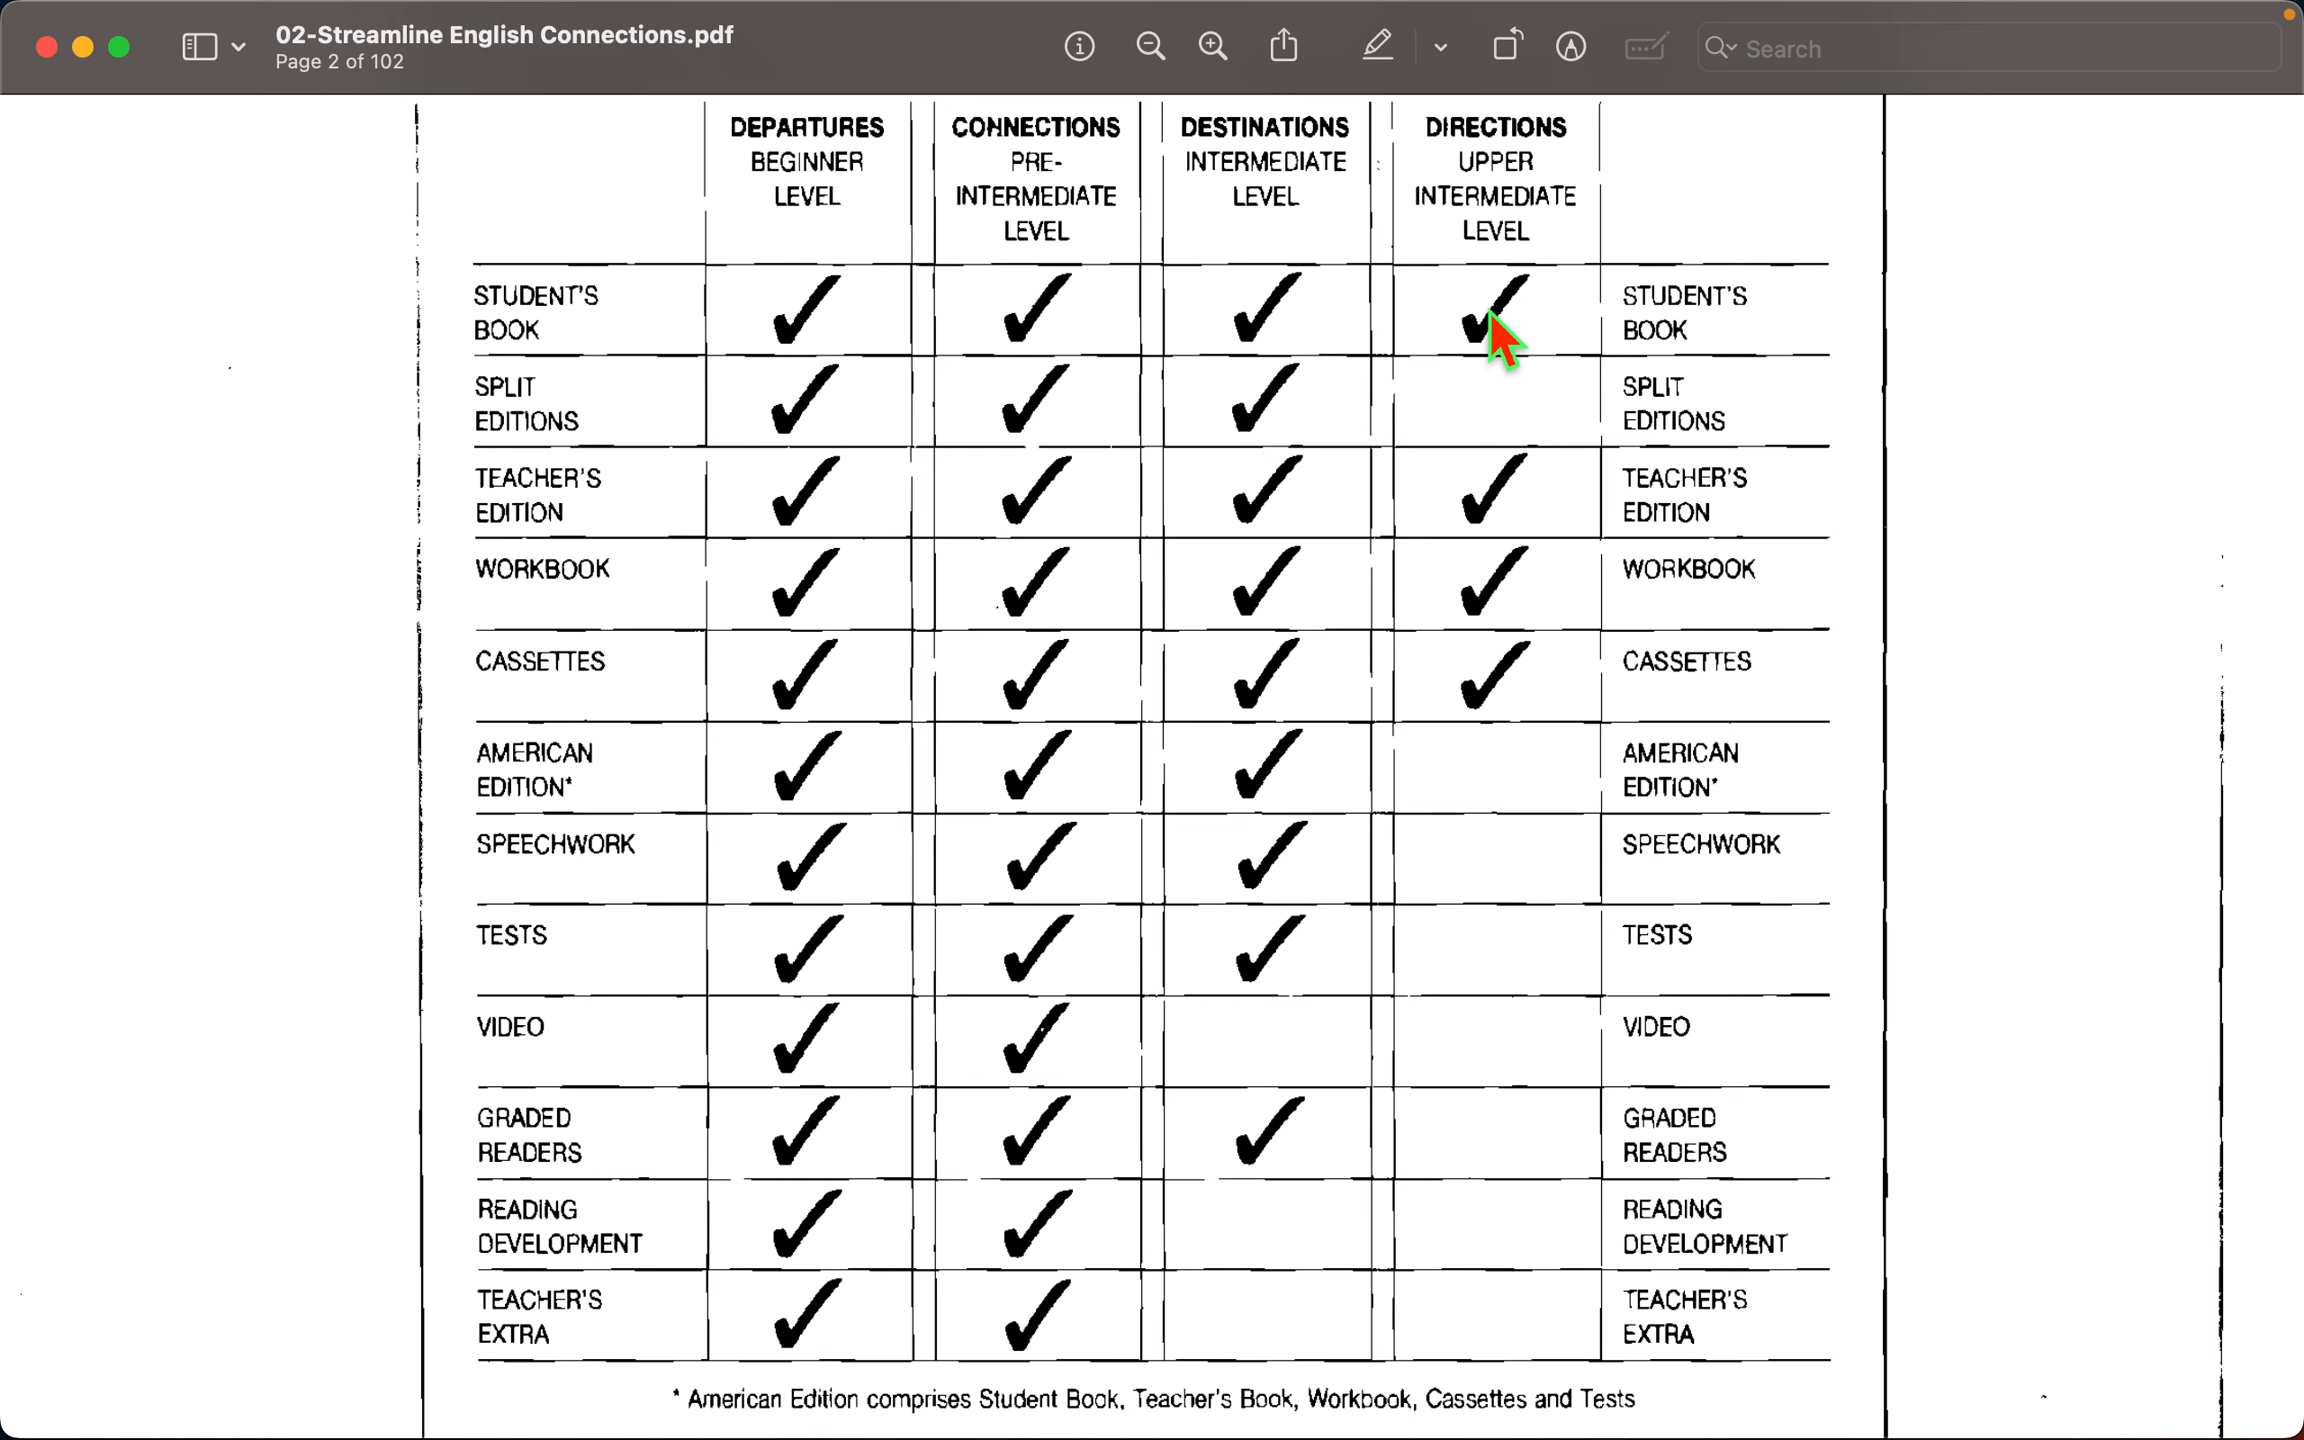 02-Streamline English Connections.pdf
Page 2 of 102
Search
DEPARTURES
BEGINNER
LEVEL
CONNECTIONS
PRE-
INTERMEDIATE
LEVEL
DESTINATIONS
INTERMEDIATE
LEVEL
DIRECTIONS
UPPER
INTERMEDIATE
LEVEL
STUDENT'S
BOOK
STUDENT'S
BOOK
SPLIT
EDITIONS
SPLIT
EDITIONS
TEACHER'S
EDITION
TEACHER'S
EDITION
WORKBOOK
WORKBOOK
CASSETTES
CASSETTES
AMERICAN
EDITION*
AMERICAN
EDITION*
SPEECHWORK
SPEECHWORK
TESTS
TESTS
VIDEO
VIDEO
GRADED
READERS
GRADED
READERS
READING
DEVELOPMENT
READING
DEVELOPMENT
TEACHER'S
EXTRA
TEACHER'S
EXTRA
* American Edition comprises Student Book, Teacher's Book, Workbook, Cassettes and Tests